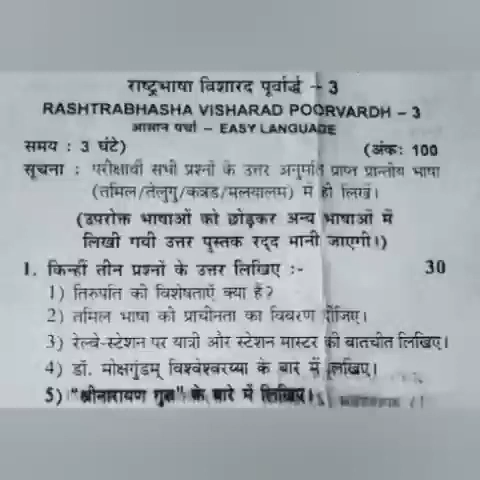 राष्ट्रभाषा विशारद पूर्वार्द्ध – 3
RASHTRABHASHA VISHARAD POORVARDH – 3
आसान पर्चा – EASY LANGUADE
समय : 3 घंटे) (अंक: 100
सूचना : परीक्षार्थी सभी प्रश्नों के उत्तर अनुमति प्राप्त प्रान्तीय भाषा
(तमिल/तेलुगु/कन्नड/मलयालम) में ही लिखें।
(उपरोक्त भाषाओं को छोड़कर अन्य भाषाओं में
लिखी गयी उत्तर पुस्तक रद्द मानी जाएगी।)
1. किन्हीं तीन प्रश्नों के उत्तर लिखिए :- 30
1) तिरुपति की विशेषताएँ क्या हैं?
2) तमिल भाषा की प्राचीनता का विवरण दीजिए।
3) रेल्वे-स्टेशन पर यात्री और स्टेशन मास्टर की बातचीत लिखिए।
4) डॉ. मोक्षगुंडम् विश्वेश्वरय्या के बारे में लिखिए।
5) "श्रीनारायण गुरु" के बारे में लिखिए।